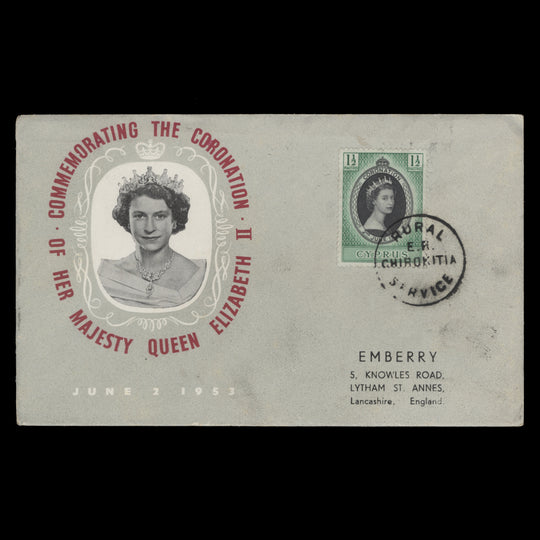 COMMEMORATING THE CORONATION · II
· OF HER MAJESTY QUEEN ELIZABETH
JUNE 2 1953
1½ 1½
CORONATION
CYPRUS
RURAL
E.R.
CHIROKITIA
SERVICE
EMBERRY
5, KNOWLES ROAD,
LYTHAM ST. ANNES,
Lancashire, England.